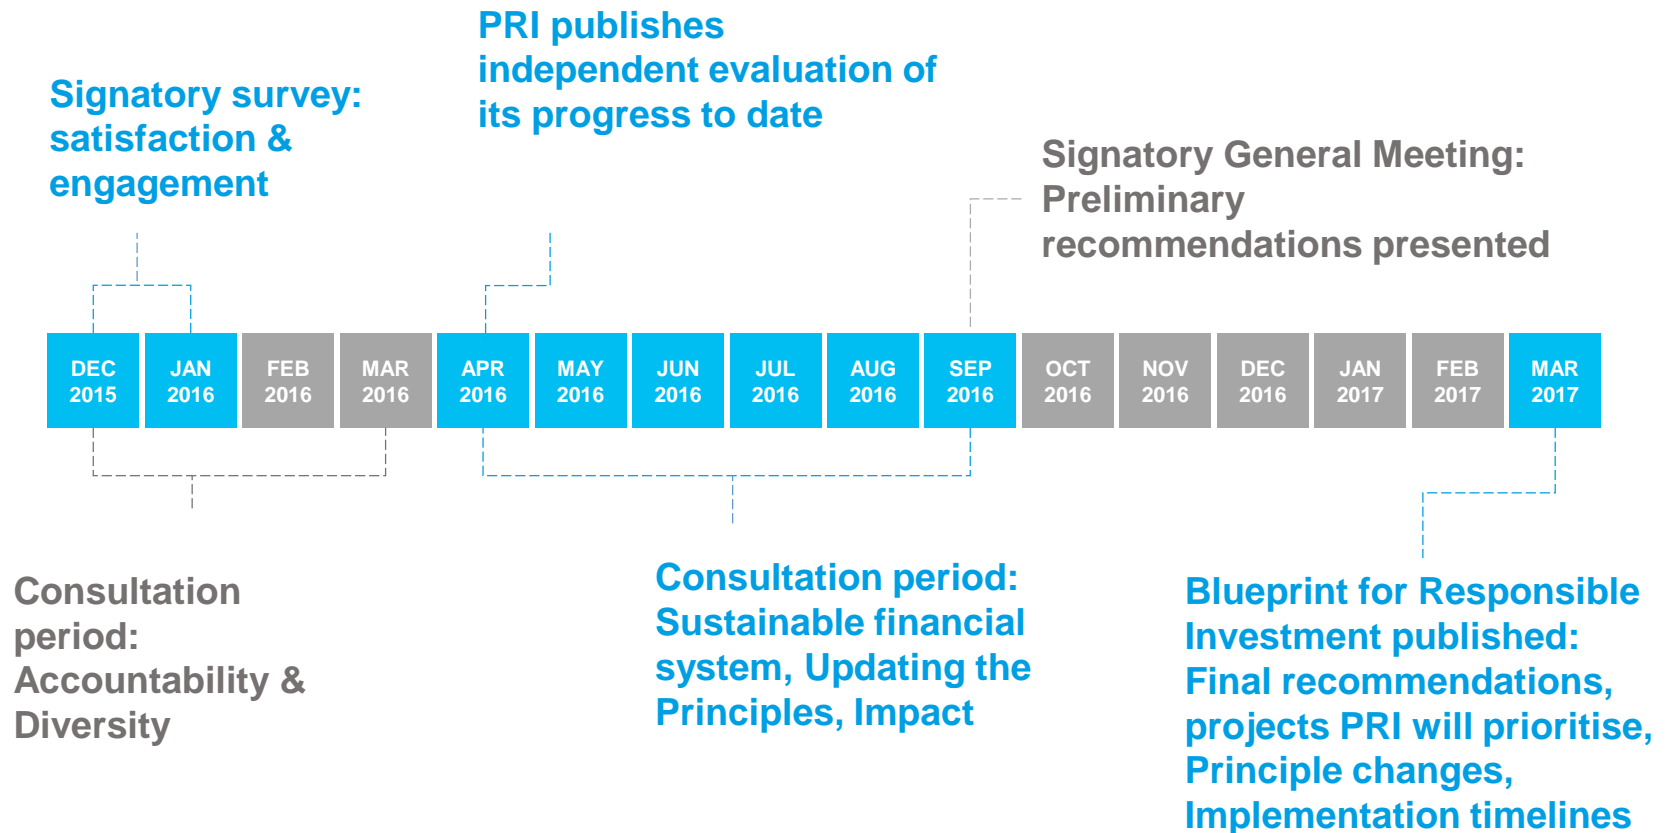 PRI publishes
independent evaluation of
its progress to date
Signatory survey:
satisfaction &
engagement
Signatory General Meeting:
Preliminary
recommendations presented
DEC
2015
JAN
2016
FEB
2016
MAR
2016
APR
2016
MAY
2016
JUN
2016
JUL
2016
AUG
2016
SEP
2016
OCT
2016
NOV
2016
DEC
2016
JAN
2017
FEB
2017
MAR
2017
Consultation
period:
Accountability &
Diversity
Consultation period:
Sustainable financial
system, Updating the
Principles, Impact
Blueprint for Responsible
Investment published:
Final recommendations,
projects PRI will prioritise,
Principle changes,
Implementation timelines